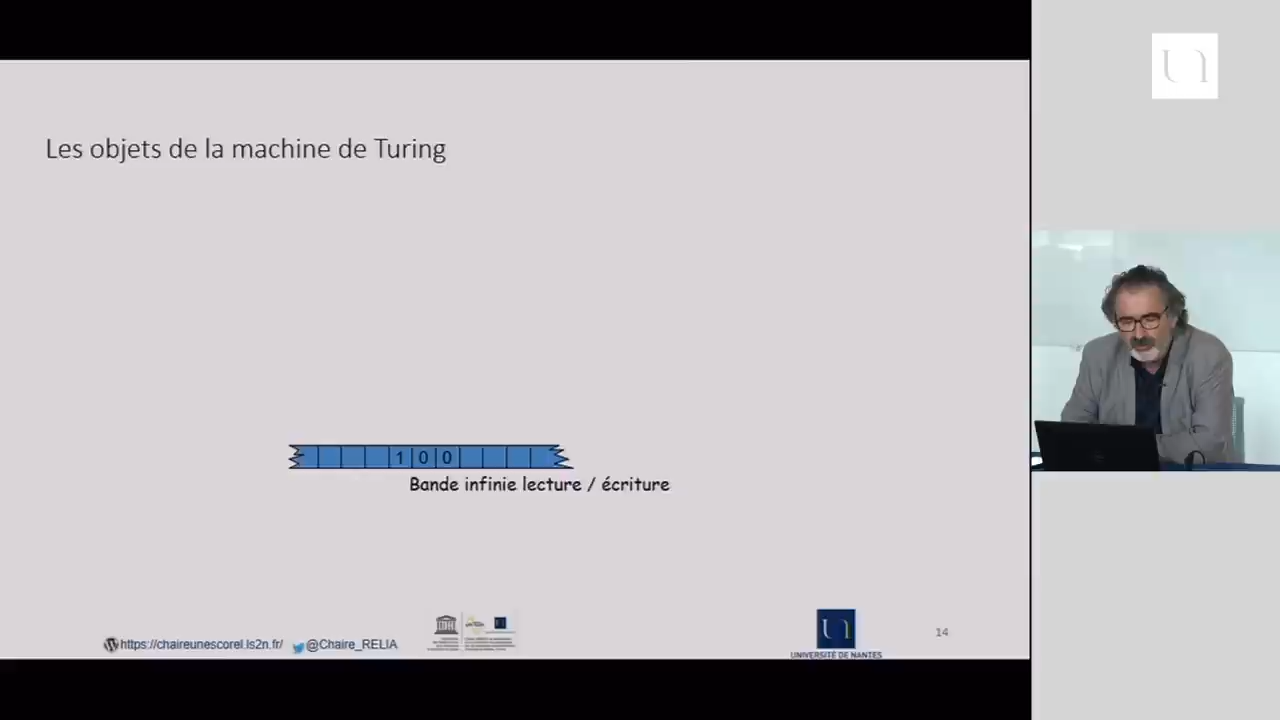 Les objets de la machine de Turing
1 0 0
Bande infinie lecture / écriture
https://chaireunescorel.ls2n.fr/ @Chaire_RELIA
UNIVERSITÉ DE NANTES
14